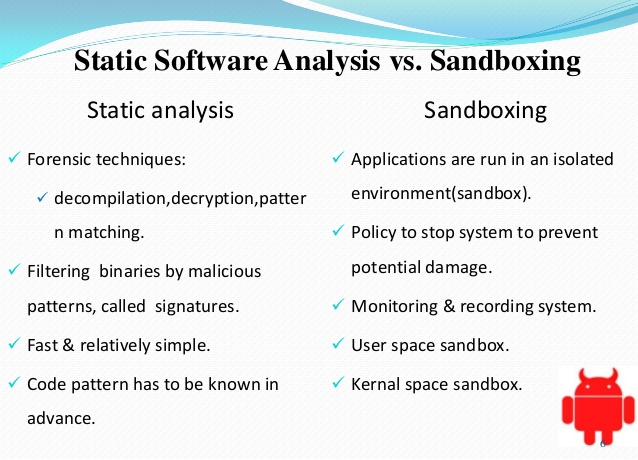 Static Software Analysis vs. Sandboxing
Static analysis
Forensic techniques:
decompilation,decryption,patter
n matching.
Filtering binaries by malicious
patterns, called signatures.
Fast & relatively simple.
Code pattern has to be known in
advance.
Sandboxing
Applications are run in an isolated
environment(sandbox).
Policy to stop system to prevent
potential damage.
Monitoring & recording system.
User space sandbox.
Kernal space sandbox.
6